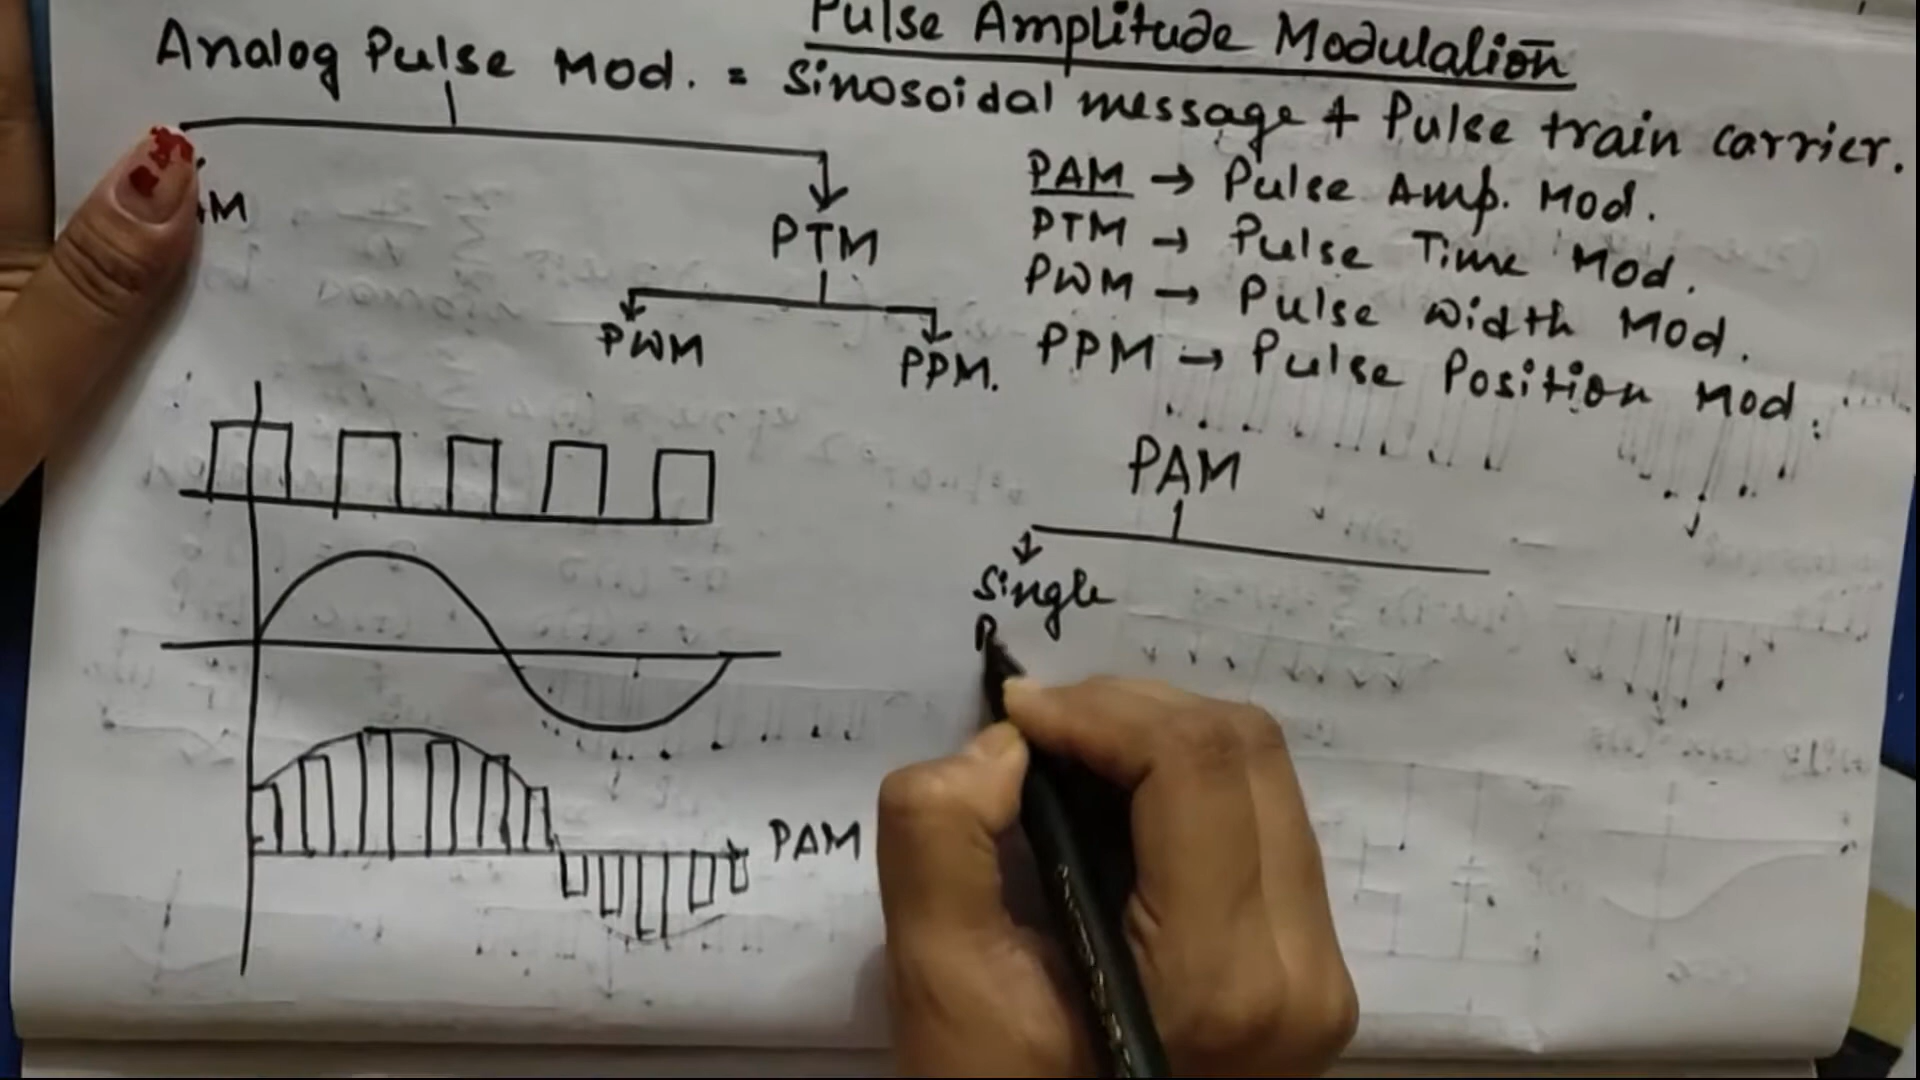 Pulse Amplitude Modulation
Analog Pulse Mod. = Sinosoidal message + Pulse train carrier.
AM
PTM
PWM
PPM.
PAM → Pulse Amp. Mod.
PTM → Pulse Time Mod.
PWM → Pulse Width Mod.
PPM → Pulse Position Mod.
PAM
Single
P
PAM